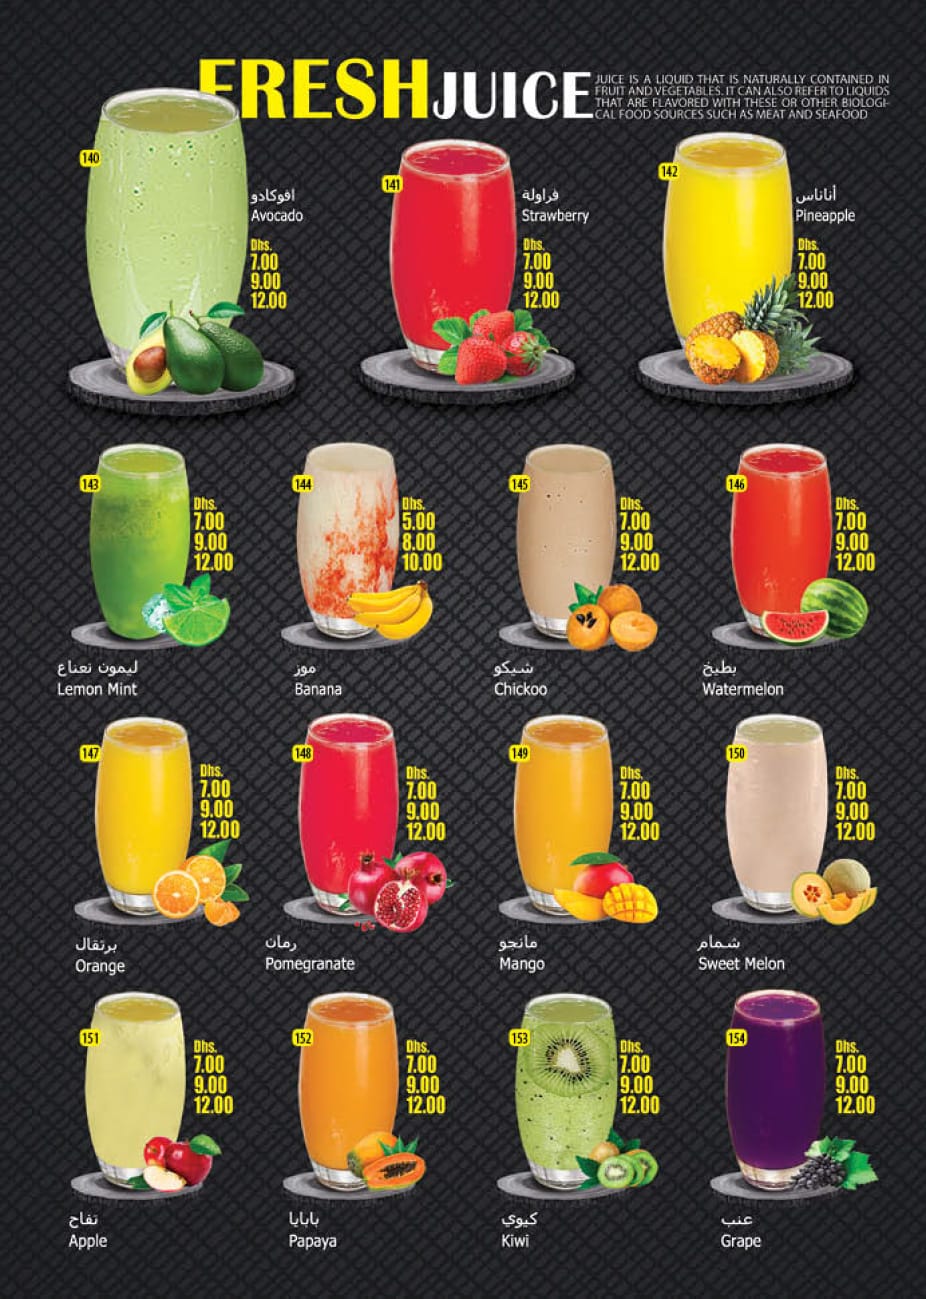 FRESH JUICE
JUICE IS A LIQUID THAT IS NATURALLY CONTAINED IN
FRUIT AND VEGETABLES. IT CAN ALSO REFER TO LIQUIDS
THAT ARE FLAVORED WITH THESE OR OTHER BIOLOGI-
CAL FOOD SOURCES SUCH AS MEAT AND SEAFOOD
140
افوكادو
Avocado
Dhs.
7.00
9.00
12.00
141
فراولة
Strawberry
Dhs.
7.00
9.00
12.00
142
أناناس
Pineapple
Dhs.
7.00
9.00
12.00
143
Dhs.
7.00
9.00
12.00
ليمون نعناع
Lemon Mint
144
Dhs.
5.00
8.00
10.00
موز
Banana
145
Dhs.
7.00
9.00
12.00
شيكو
Chickoo
146
Dhs.
7.00
9.00
12.00
بطيخ
Watermelon
147
Dhs.
7.00
9.00
12.00
برتقال
Orange
148
Dhs.
7.00
9.00
12.00
رمان
Pomegranate
149
Dhs.
7.00
9.00
12.00
مانجو
Mango
150
Dhs.
7.00
9.00
12.00
شمام
Sweet Melon
151
Dhs.
7.00
9.00
12.00
تفاح
Apple
152
Dhs.
7.00
9.00
12.00
بابايا
Papaya
153
Dhs.
7.00
9.00
12.00
كيوي
Kiwi
154
Dhs.
7.00
9.00
12.00
عنب
Grape